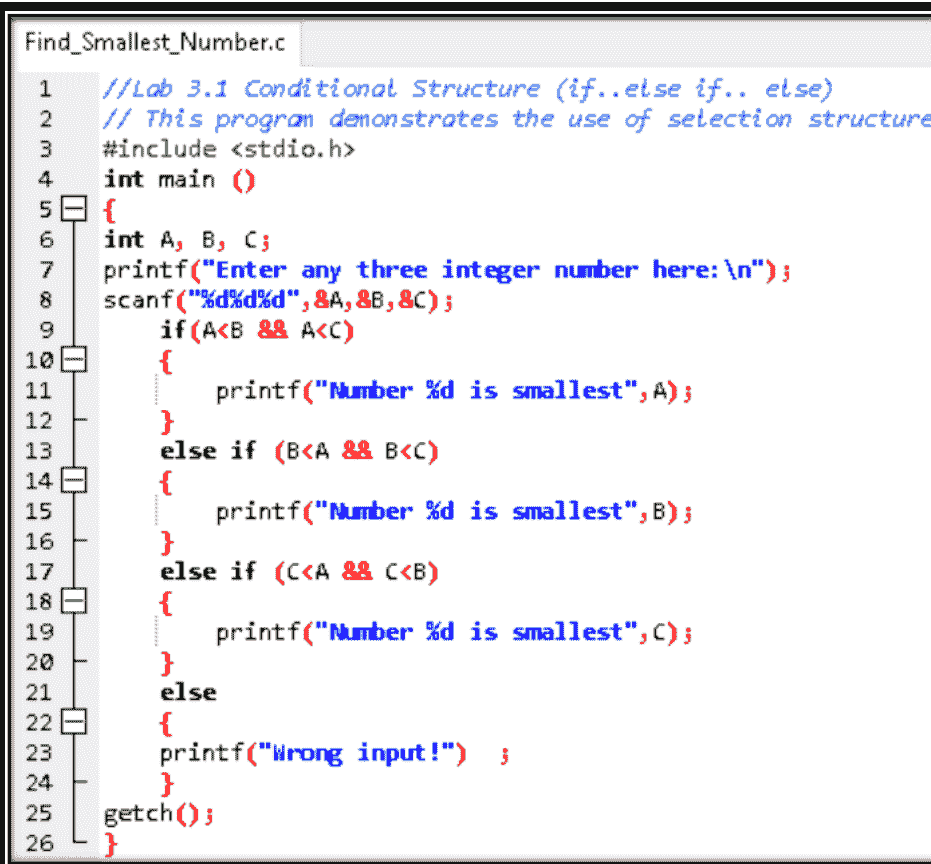 Find_Smallest_Number.c
1 //Lab 3.1 Conditional Structure (if..else if.. else)
2 // This program demonstrates the use of selection structure
3 #include <stdio.h>
4 int main ()
5 {
6 int A, B, C;
7 printf("Enter any three integer number here:\n");
8 scanf("%d%d%d",&A,&B,&C);
9 if(A<B && A<C)
10 {
11 printf("Number %d is smallest",A);
12 }
13 else if (B<A && B<C)
14 {
15 printf("Number %d is smallest",B);
16 }
17 else if (C<A && C<B)
18 {
19 printf("Number %d is smallest",C);
20 }
21 else
22 {
23 printf("Wrong input!")  ;
24 }
25 getch();
26 }